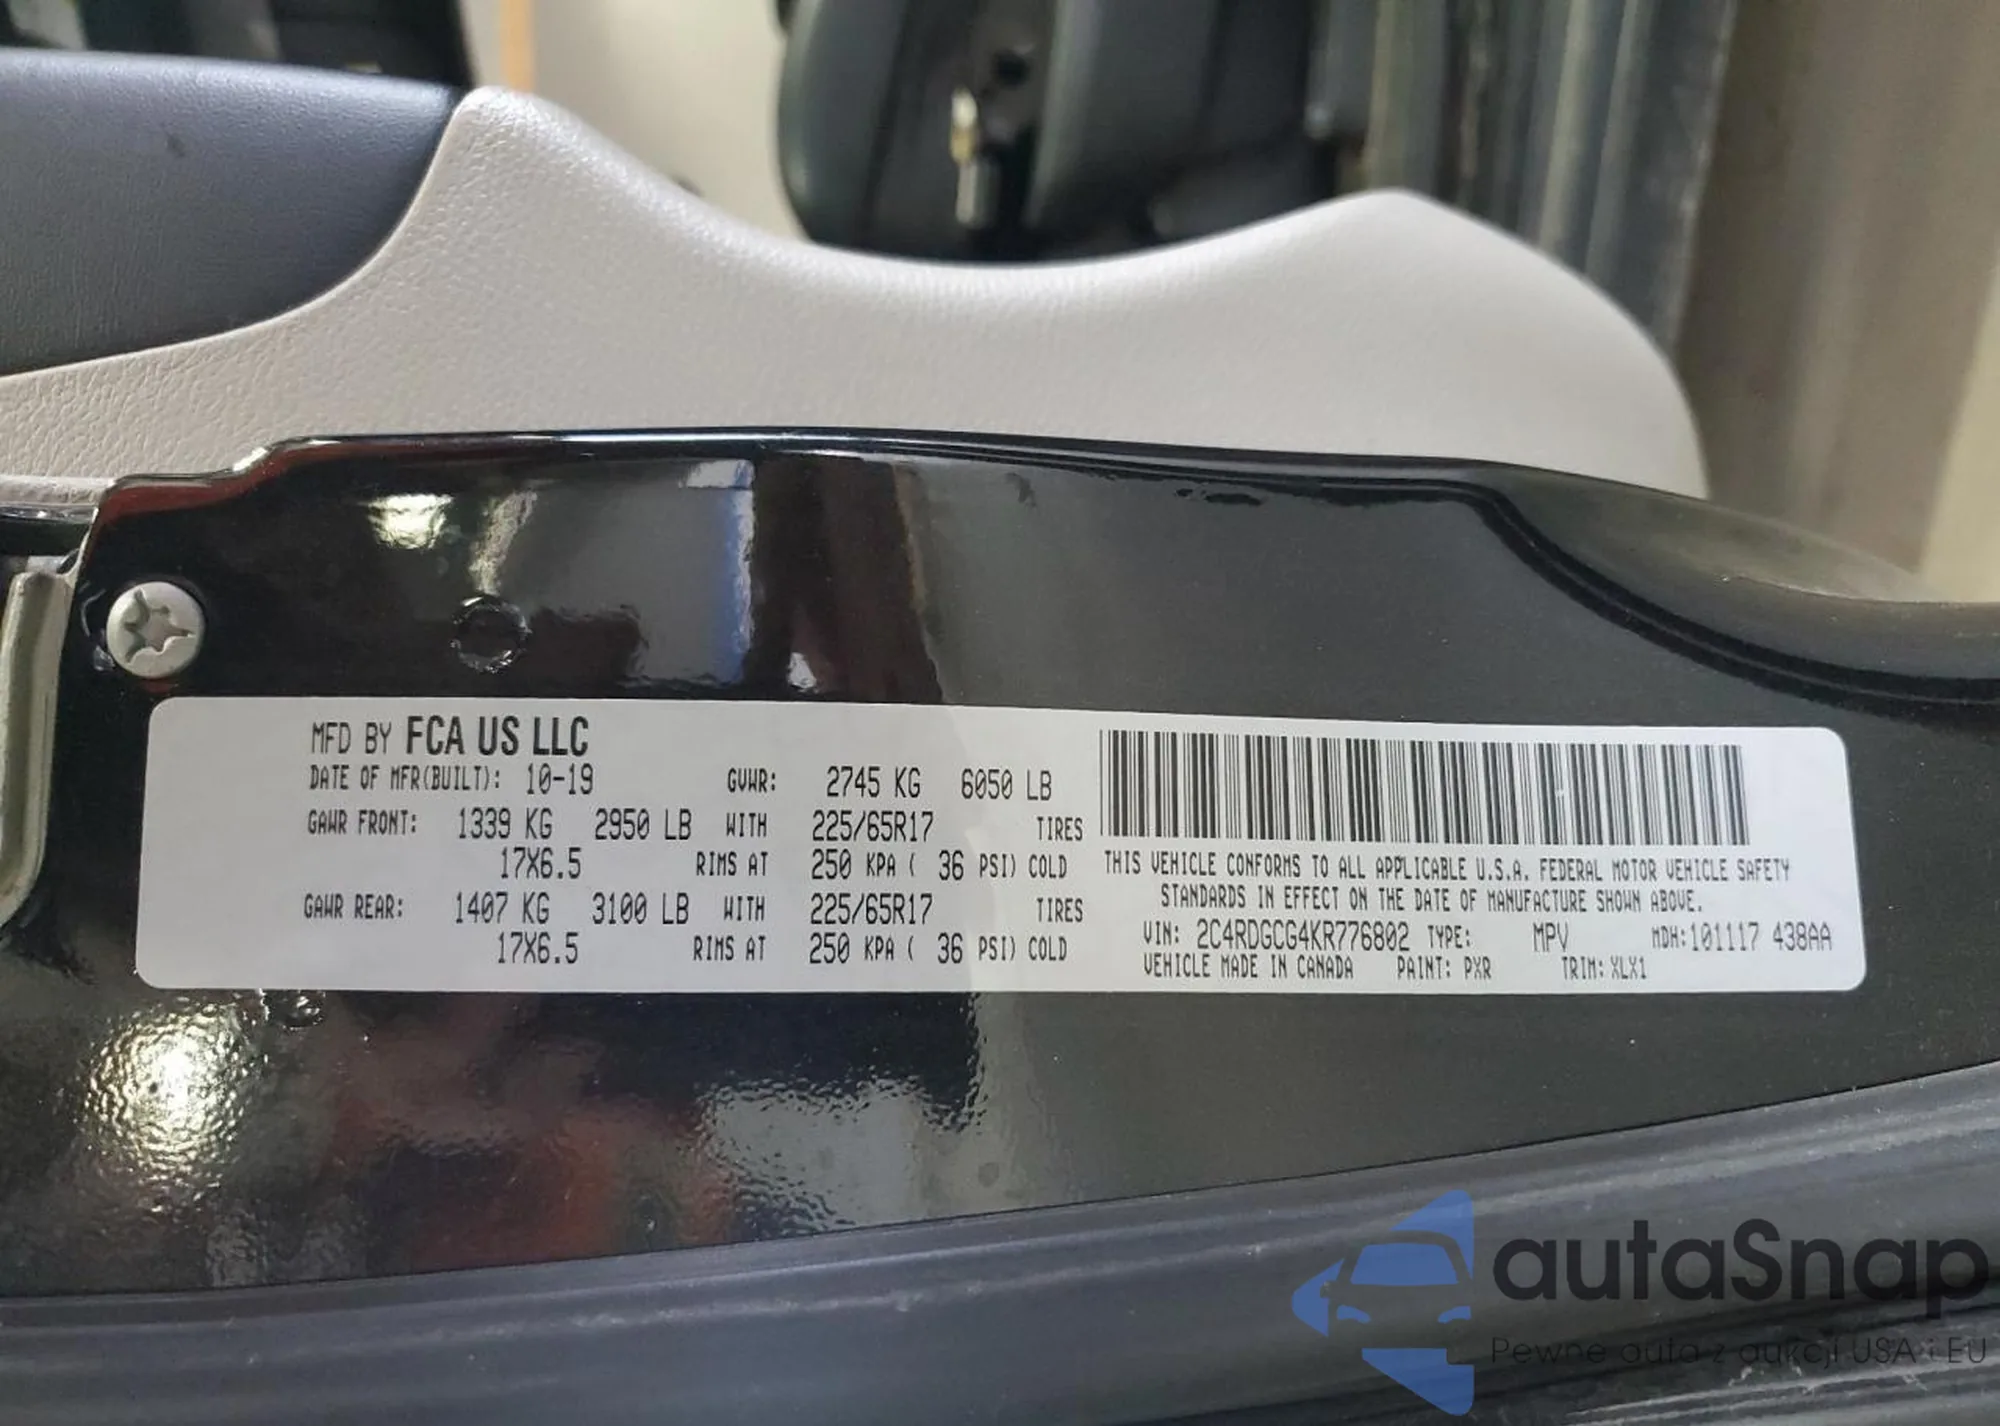 MFD BY FCA US LLC
DATE OF MFR(BUILT): 10-19 GVWR: 2745 KG 6050 LB
GAWR FRONT: 1339 KG 2950 LB WITH 225/65R17 TIRES
17X6.5 RIMS AT 250 KPA ( 36 PSI) COLD
GAWR REAR: 1407 KG 3100 LB WITH 225/65R17 TIRES
17X6.5 RIMS AT 250 KPA ( 36 PSI) COLD
THIS VEHICLE CONFORMS TO ALL APPLICABLE U.S.A. FEDERAL MOTOR VEHICLE SAFETY
STANDARDS IN EFFECT ON THE DATE OF MANUFACTURE SHOWN ABOVE.
VIN: 2C4RDGCG4KR776802 TYPE: MPV MDH:101117 438AA
VEHICLE MADE IN CANADA PAINT: PXR TRIM: XLX1
autaSnap
Pewne auta z aukcji USA i EU